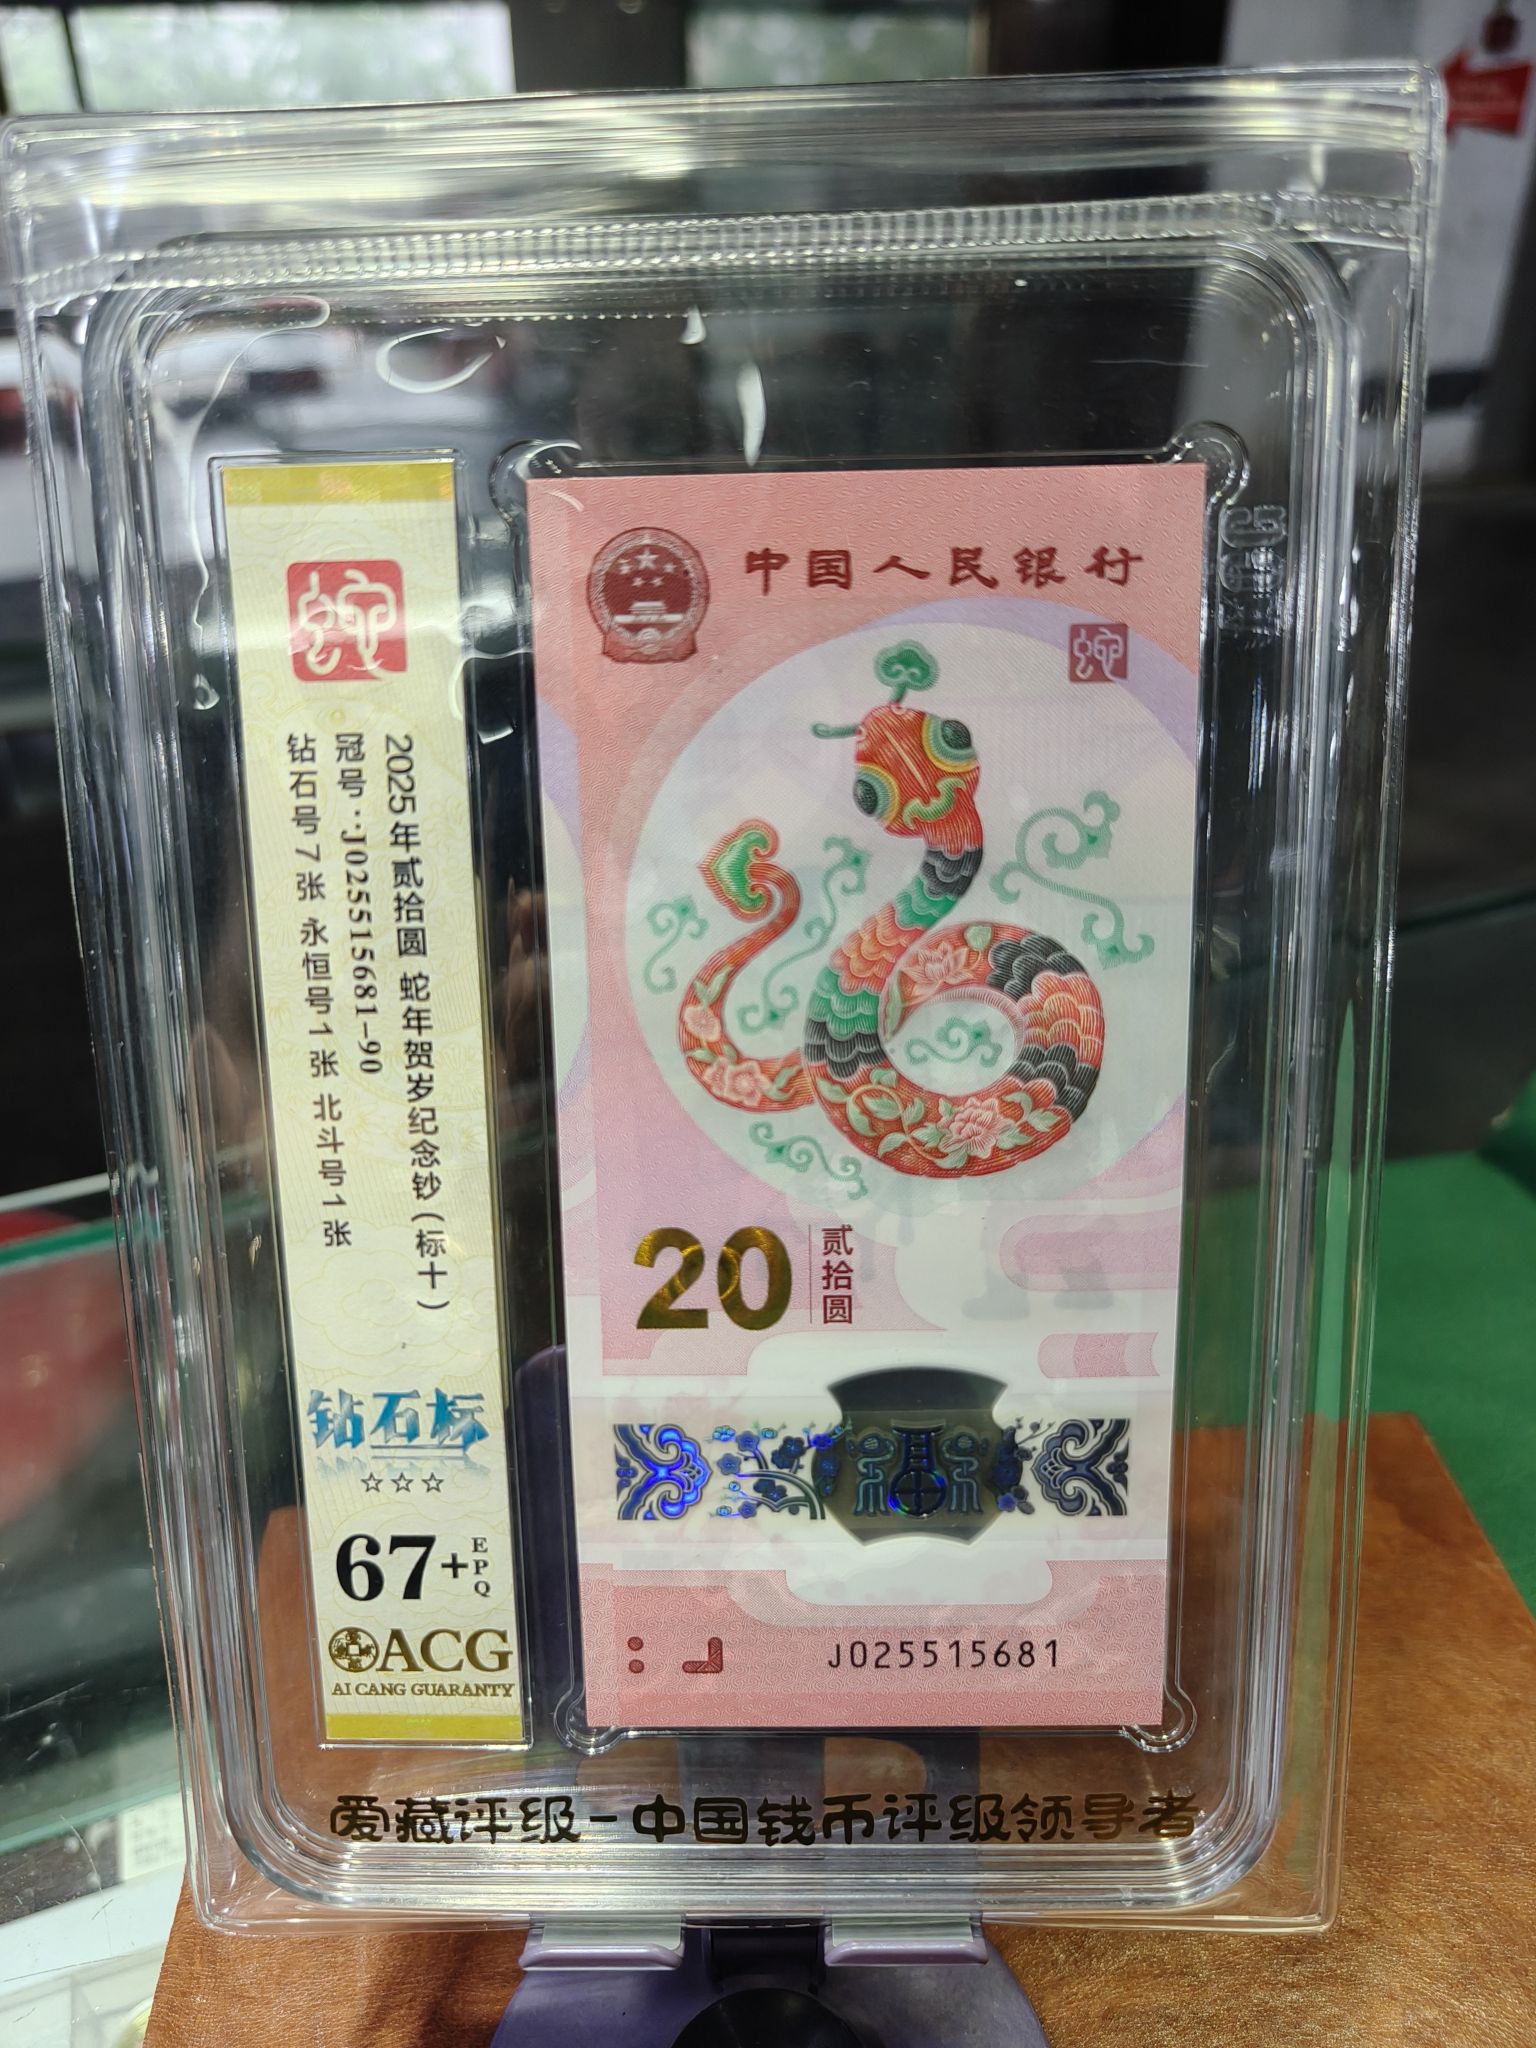 蛇
2025年贰拾圆 蛇年贺岁纪念钞(标十)
冠号:J025515681-90
钻石号7张 永恒号1张 北斗号1张
钻石标
☆☆☆
67+EPQ
ACG
AI CANG GUARANTY
中国人民银行
蛇
20 贰拾圆
J025515681
爱藏评级-中国钱币评级领导者